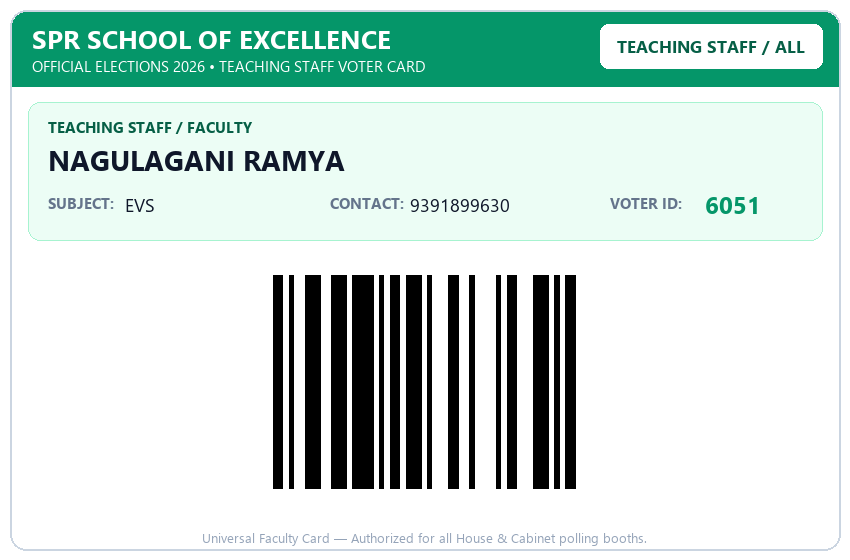 SPR SCHOOL OF EXCELLENCE
OFFICIAL ELECTIONS 2026 • TEACHING STAFF VOTER CARD
TEACHING STAFF / ALL
TEACHING STAFF / FACULTY
NAGULAGANI RAMYA
SUBJECT: EVS CONTACT: 9391899630 VOTER ID: 6051
Universal Faculty Card — Authorized for all House & Cabinet polling booths.